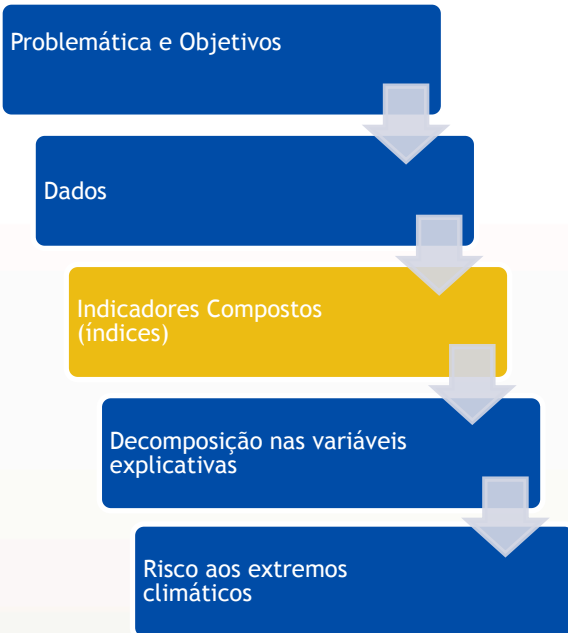 Problemática e Objetivos
Dados
Indicadores Compostos
(índices)
Decomposição nas variáveis
explicativas
Risco aos extremos
climáticos